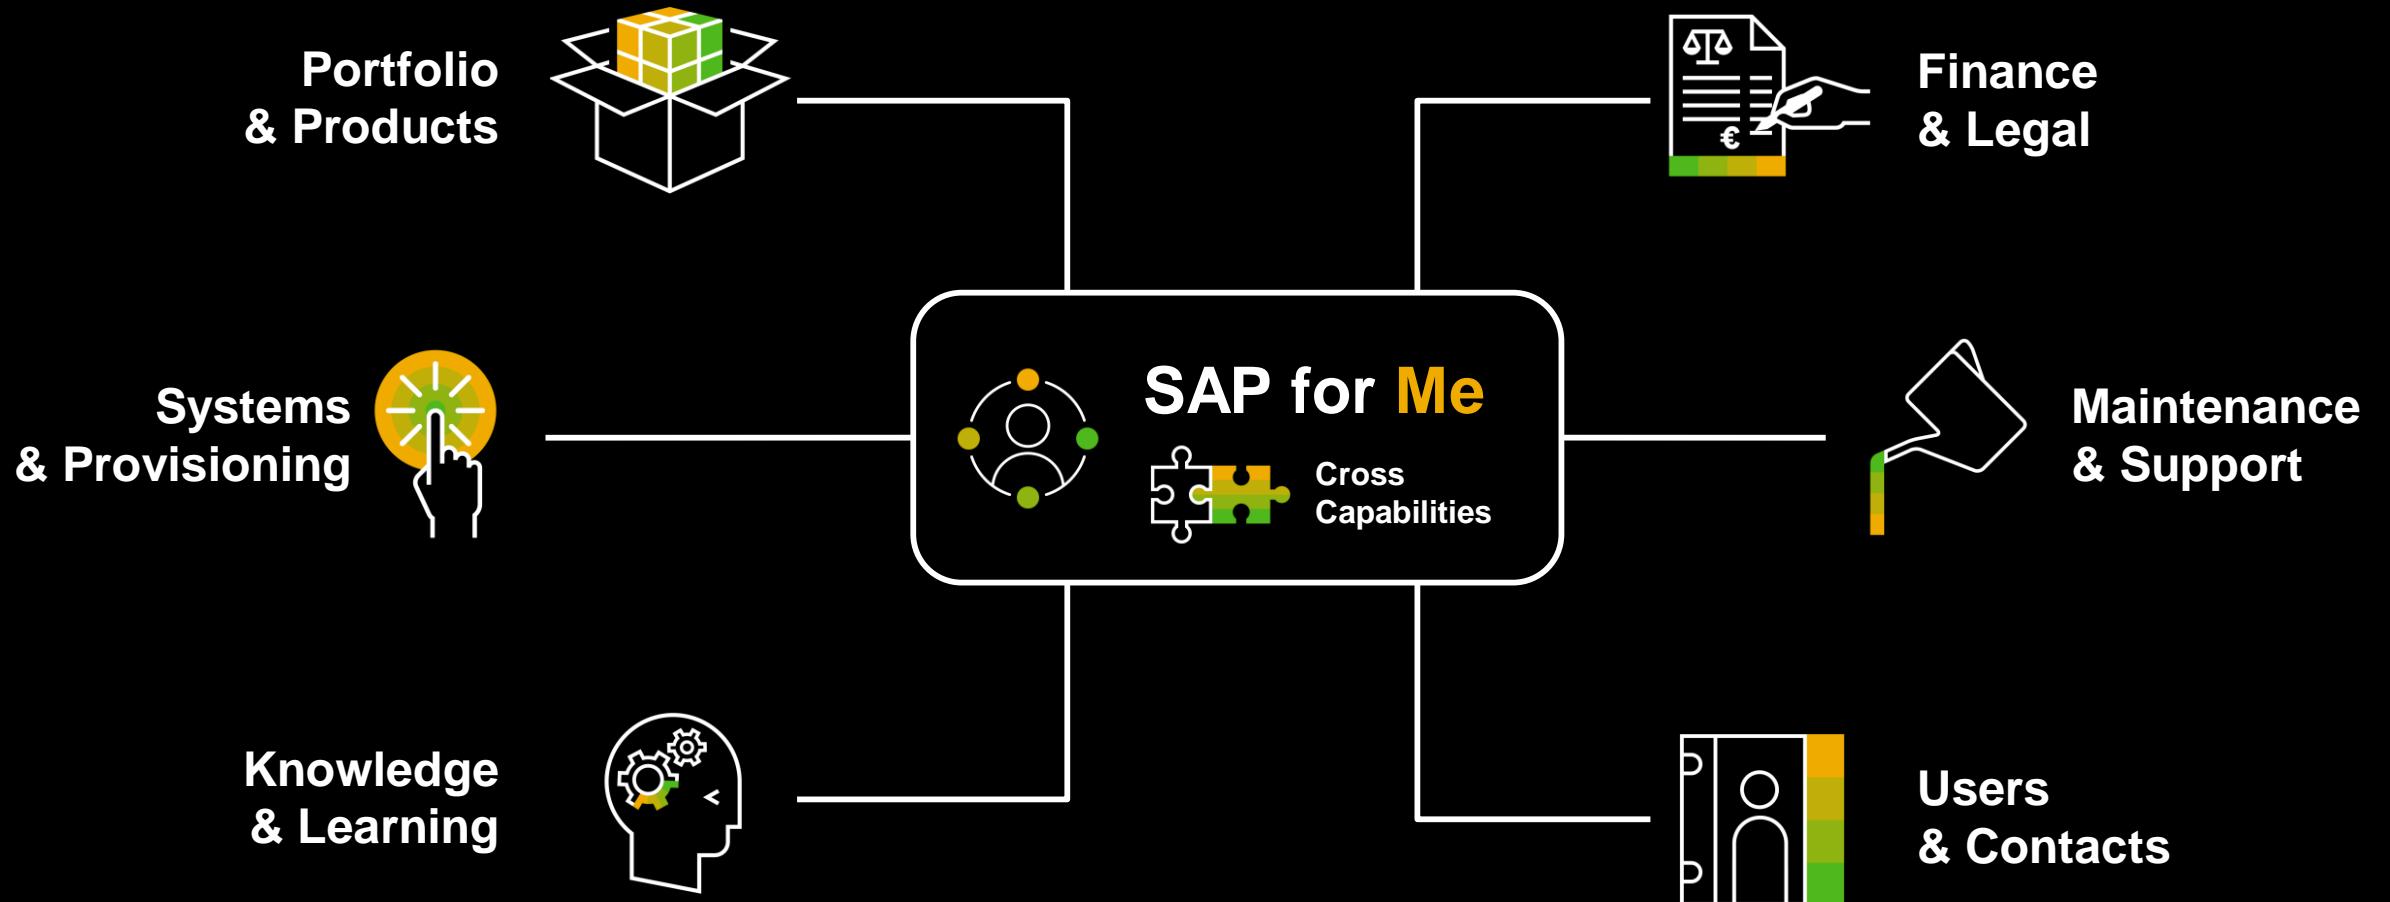 Portfolio
& Products
Finance
& Legal
Systems
& Provisioning
SAP for Me
Cross
Capabilities
Maintenance
& Support
Knowledge
& Learning
Users
& Contacts
€